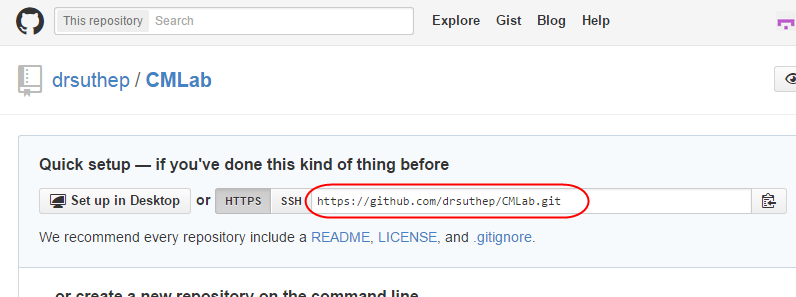 This repository Search Explore Gist Blog Help
drsuthep / CMLab
Quick setup — if you've done this kind of thing before
Set up in Desktop or HTTPS SSH https://github.com/drsuthep/CMLab.git
We recommend every repository include a README, LICENSE, and .gitignore.
…or create a new repository on the command line